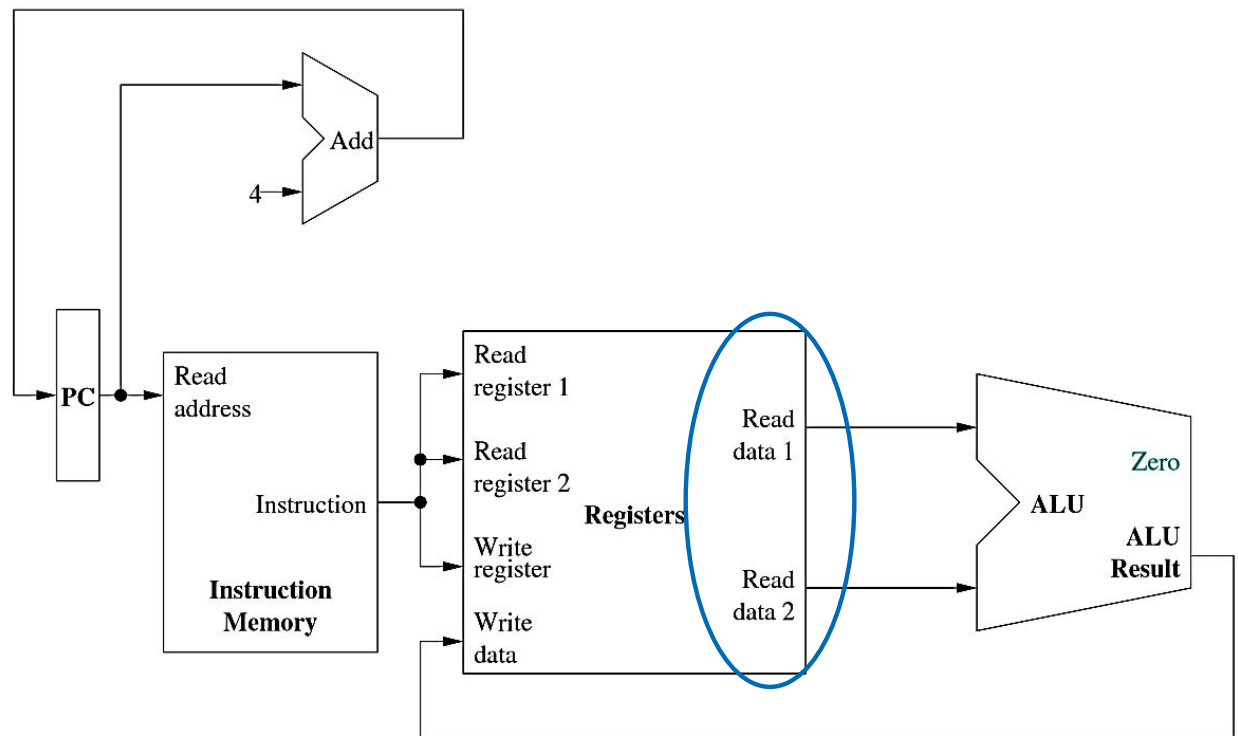 Add
4
PC
Read
address
Instruction
Instruction
Memory
Read
register 1
Read
register 2
Write
register
Write
data
Registers
Read
data 1
Read
data 2
Zero
ALU
ALU
Result